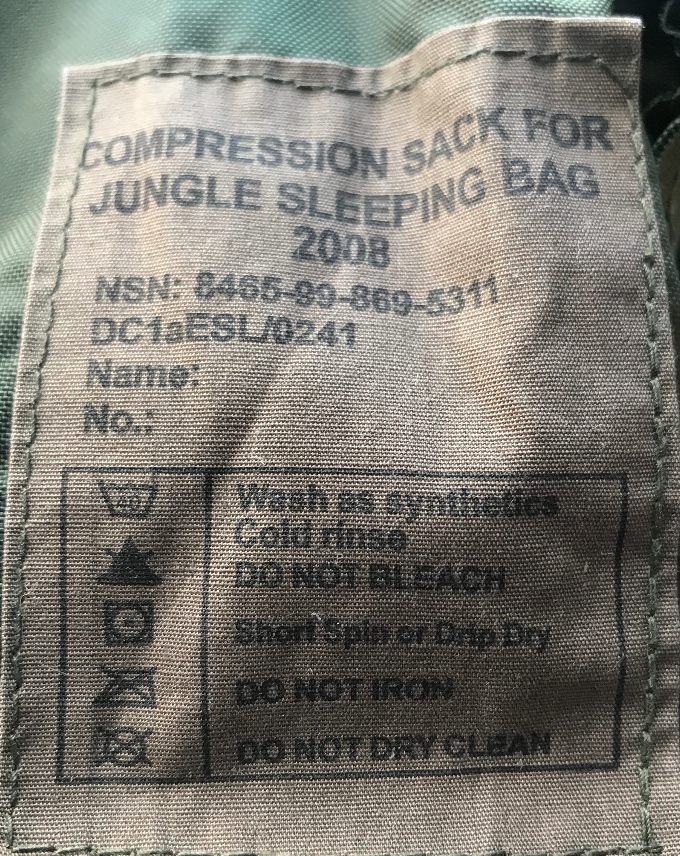 COMPRESSION SACK FOR
JUNGLE SLEEPING BAG
2008
NSN: 8465-99-869-5311
DC1aESL/0241
Name:
No.:
40
Wash as synthetics
Cold rinse
DO NOT BLEACH
Short Spin or Drip Dry
DO NOT IRON
DO NOT DRY CLEAN